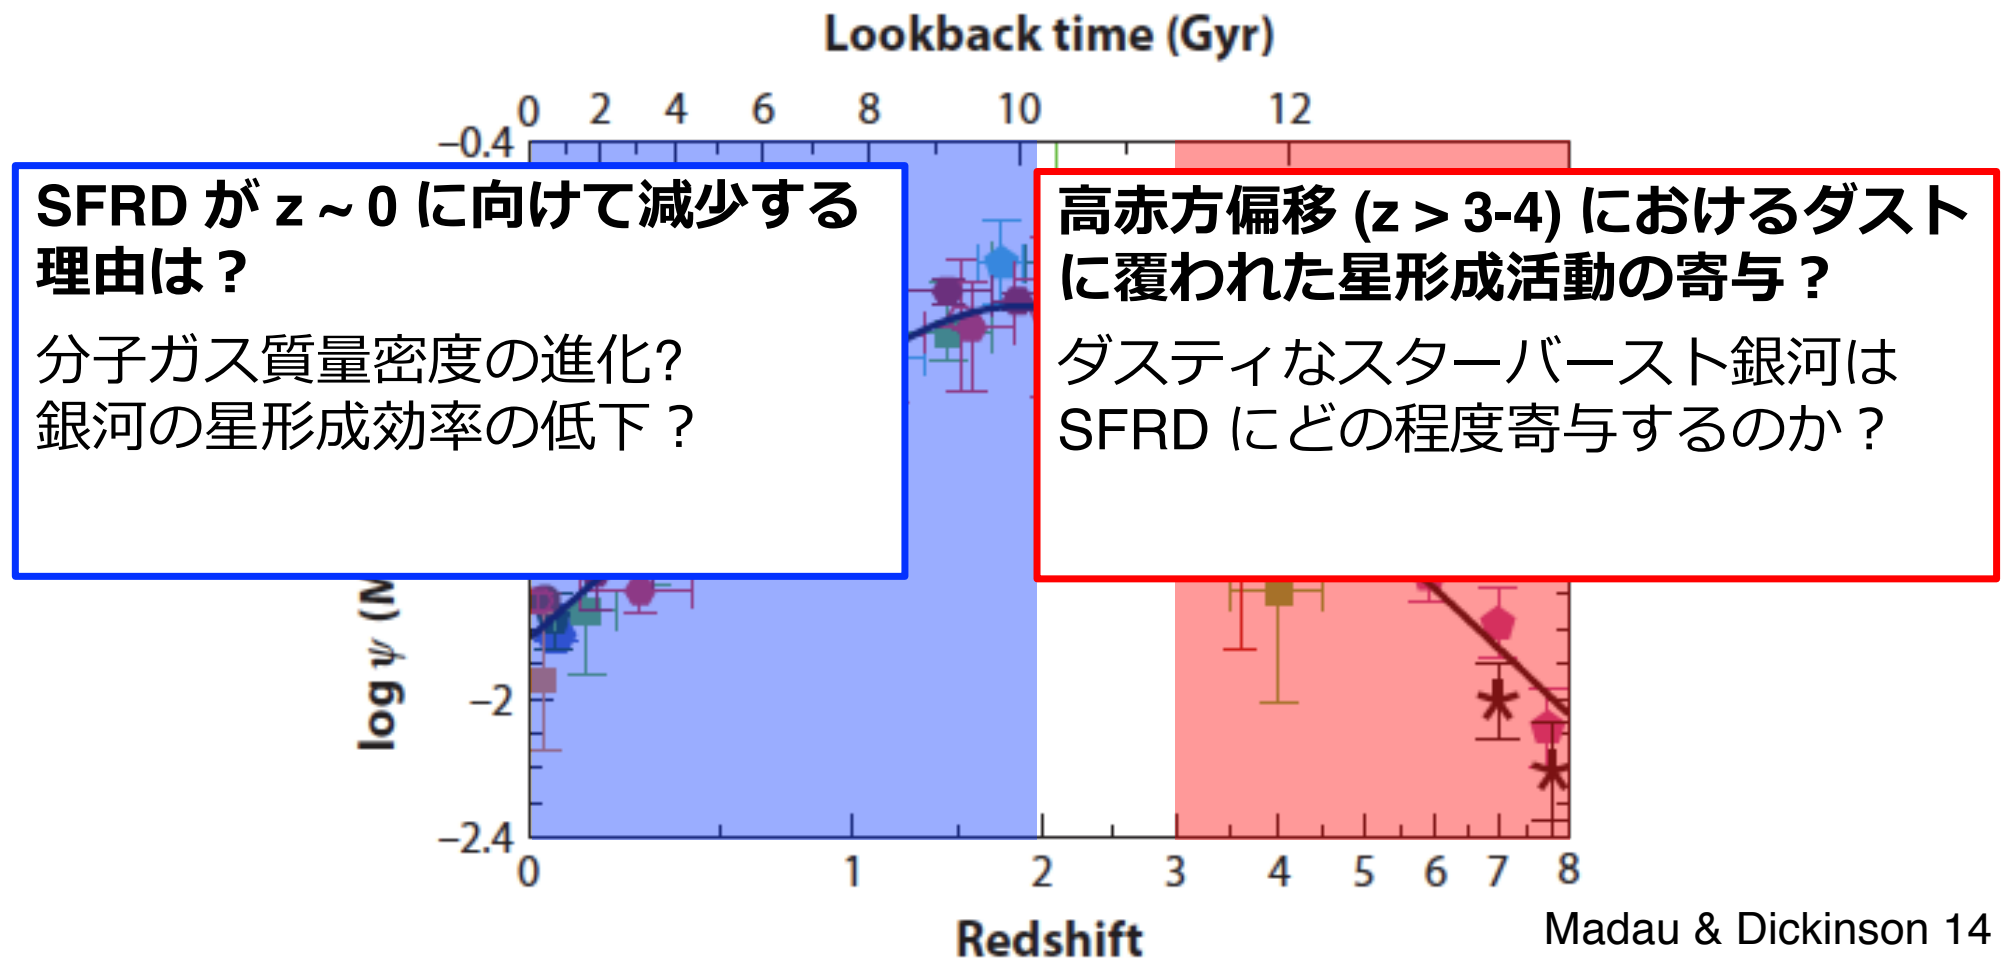 Lookback time (Gyr)
0 2 4 6 8 10 12
−0.4
SFRD が z ~ 0 に向けて減少する
理由は？
分子ガス質量密度の進化?
銀河の星形成効率の低下？
高赤方偏移 (z > 3-4) におけるダスト
に覆われた星形成活動の寄与？
ダスティなスターバースト銀河は
SFRD にどの程度寄与するのか？
log ψ (M
−2
−2.4
0 1 2 3 4 5 6 7 8
Redshift
Madau & Dickinson 14